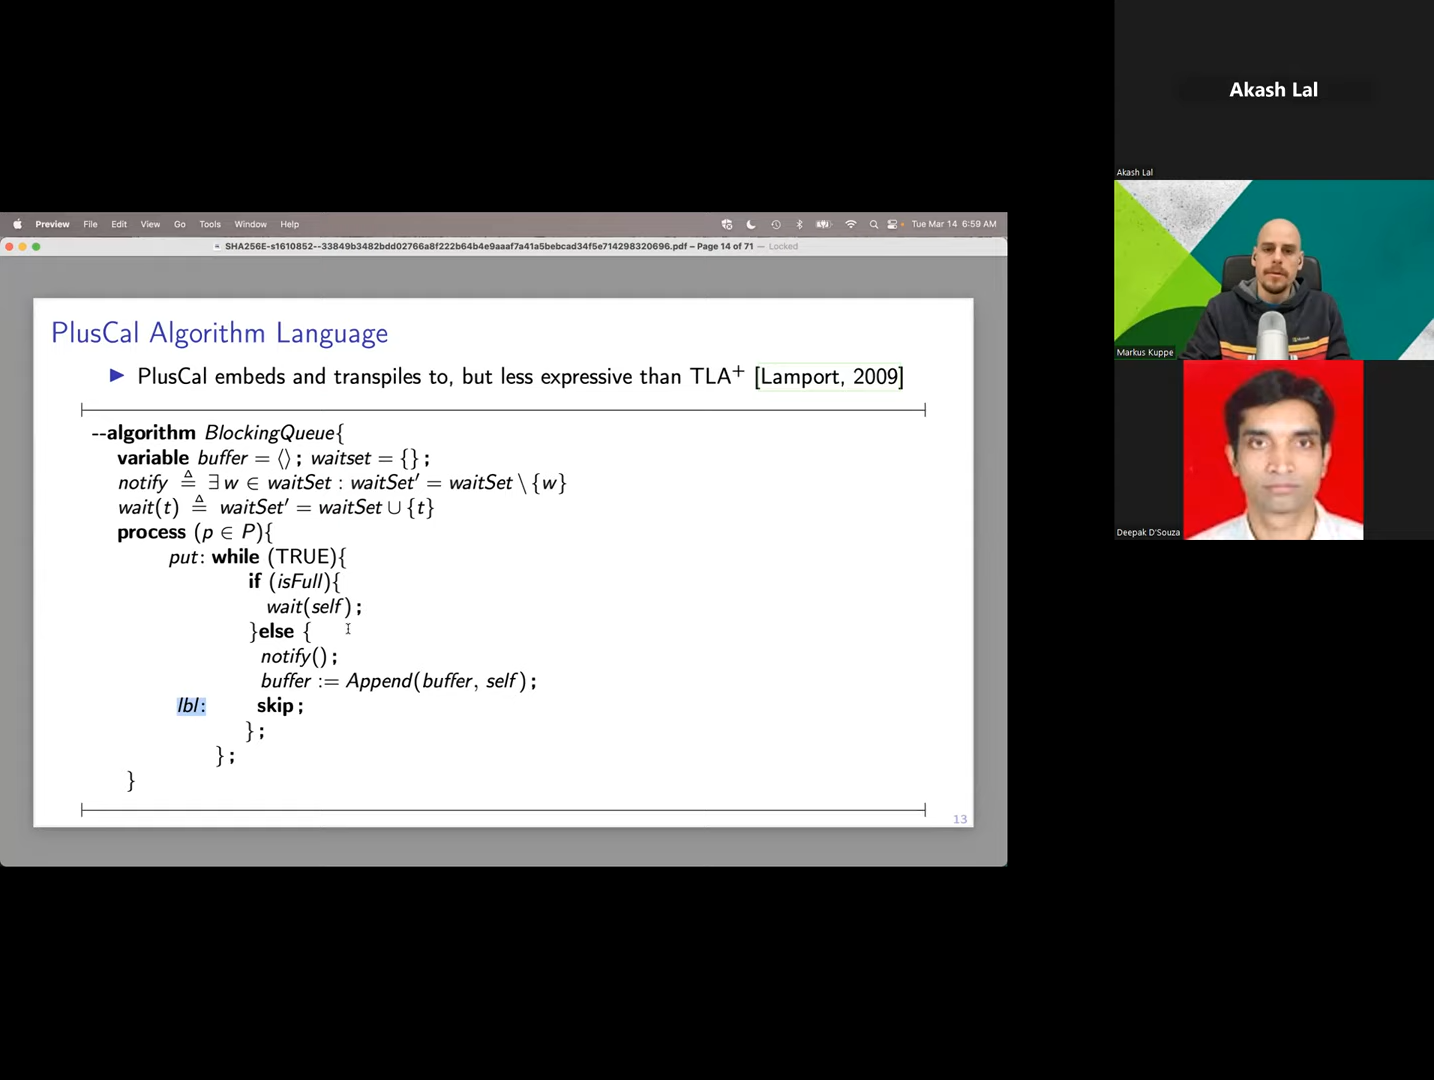 Akash Lal
Akash Lal
Preview File Edit View Go Tools Window Help Tue Mar 14 6:59 AM
SHA256E-s1610852--33849b3482bdd02766a8f222b64b4e9aaaf7a41a5bebcad34f5e714298320696.pdf – Page 14 of 71 — Locked
Markus Kuppe
PlusCal Algorithm Language
▶ PlusCal embeds and transpiles to, but less expressive than TLA⁺ [Lamport, 2009]
--algorithm BlockingQueue{
variable buffer = ⟨⟩ ; waitset = {} ;
notify ≜ ∃ w ∈ waitSet : waitSet′ = waitSet \ {w}
wait(t) ≜ waitSet′ = waitSet ∪ {t}
process (p ∈ P){
put: while (TRUE){
if (isFull){
wait(self) ;
}else {
notify() ;
buffer := Append(buffer, self) ;
lbl: skip ;
} ;
} ;
}
13
Deepak D'Souza